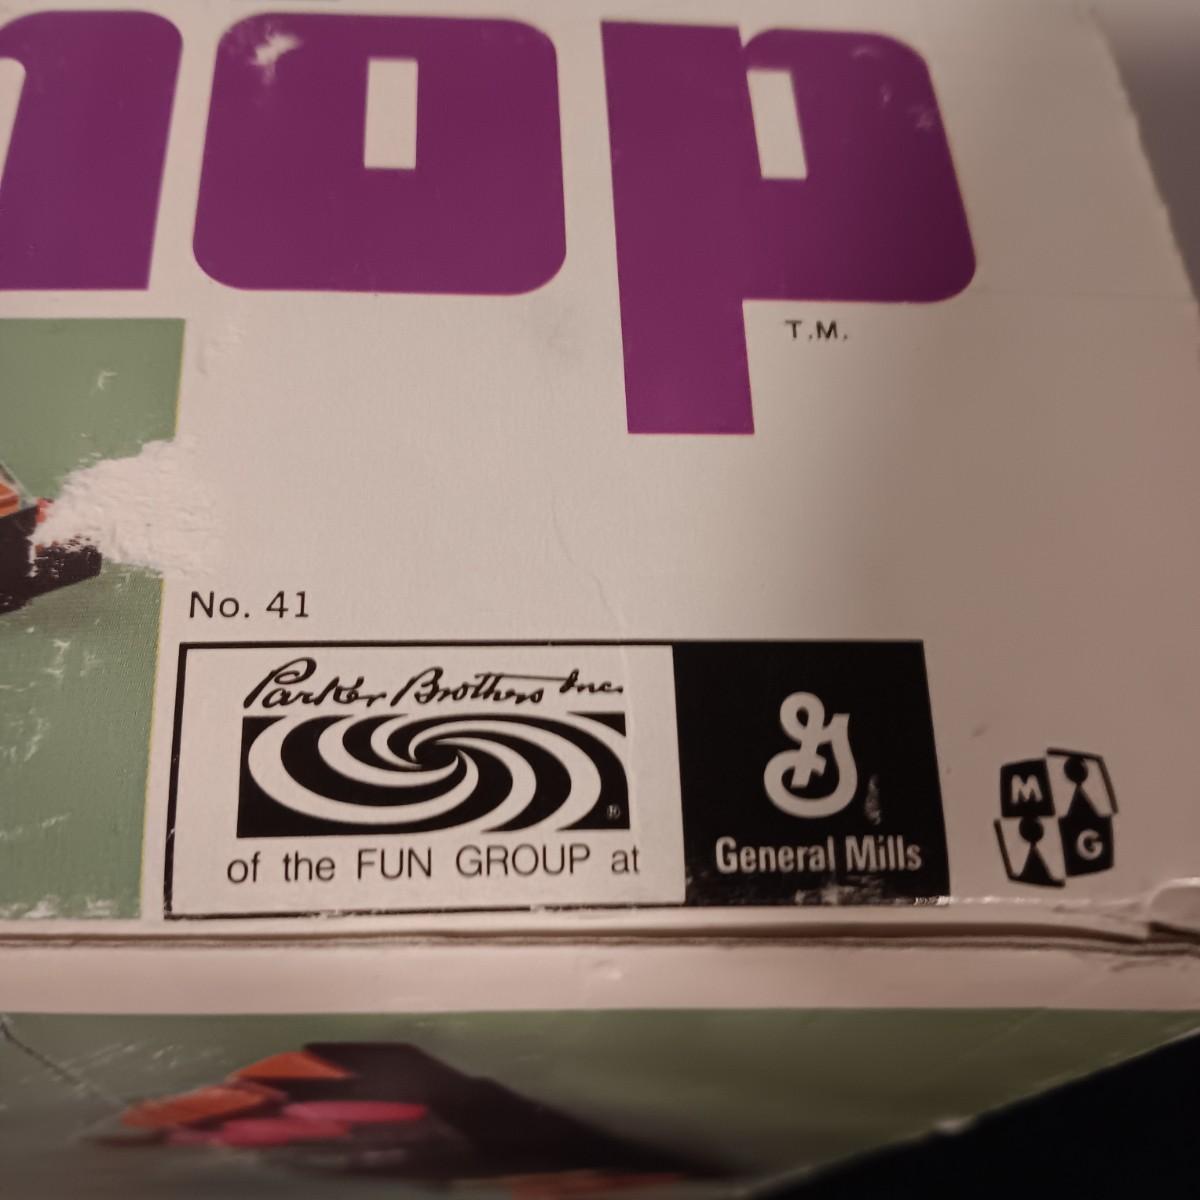 nop
T.M.
No. 41
Parker Brothers Inc.
®
of the FUN GROUP at
General Mills
M
G